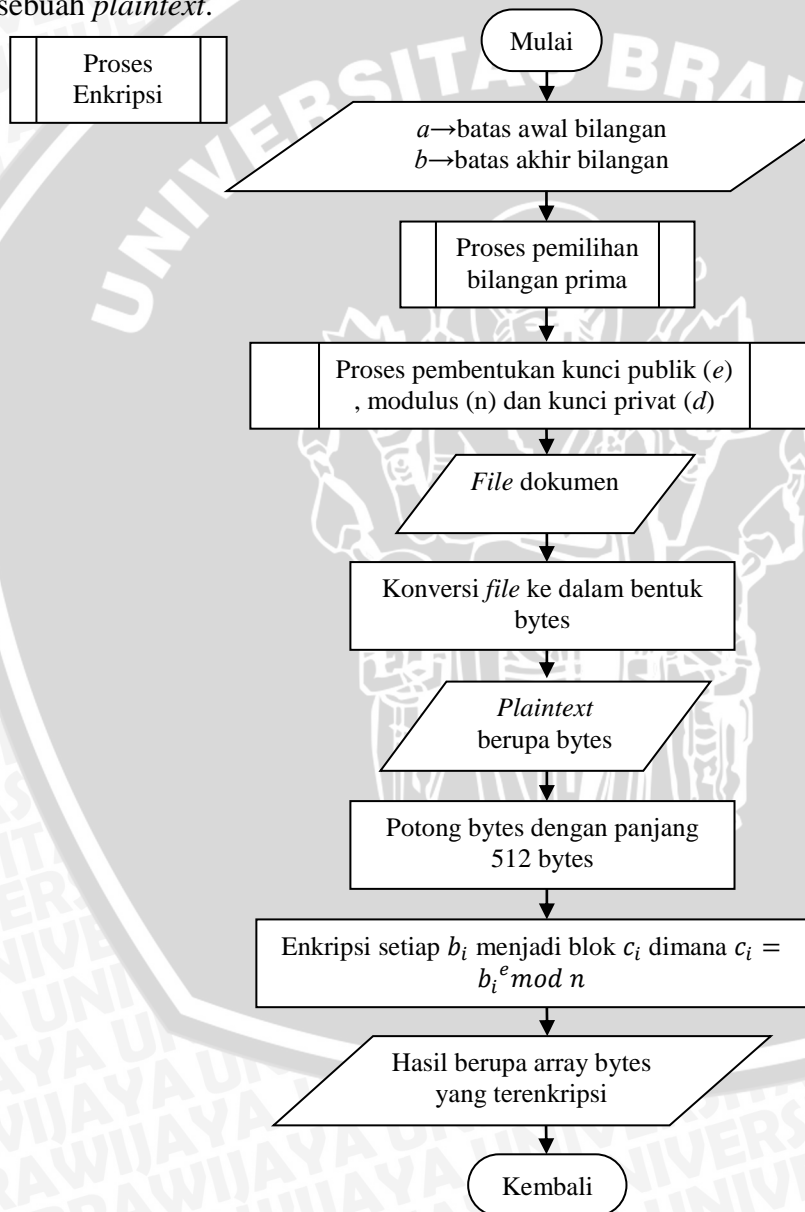 sebuah plaintext.
Proses
Enkripsi
Mulai
a→batas awal bilangan
b→batas akhir bilangan
Proses pemilihan
bilangan prima
Proses pembentukan kunci publik (e)
, modulus (n) dan kunci privat (d)
File dokumen
Konversi file ke dalam bentuk
bytes
Plaintext
berupa bytes
Potong bytes dengan panjang
512 bytes
Enkripsi setiap bᵢ menjadi blok cᵢ dimana cᵢ =
bᵢᵉ mod n
Hasil berupa array bytes
yang terenkripsi
Kembali